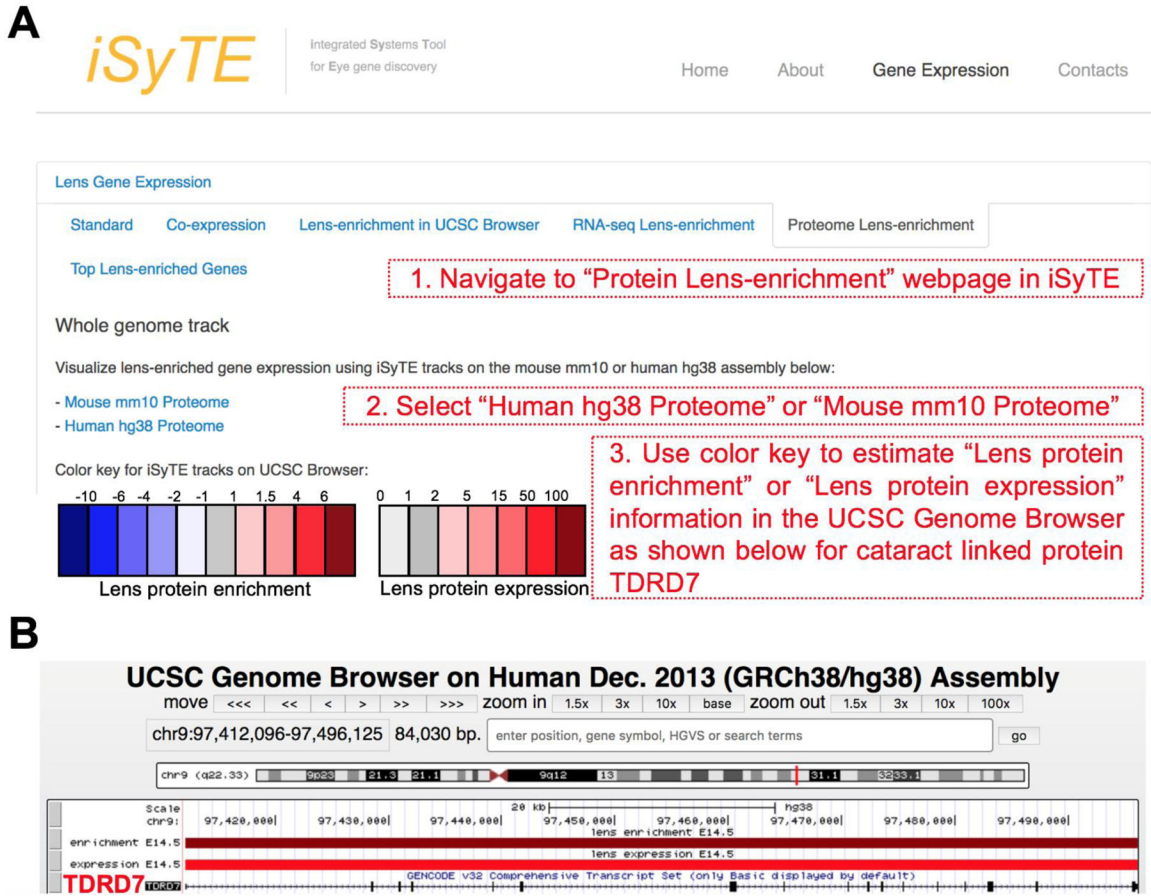 A
iSyTE
Integrated Systems Tool
for Eye gene discovery
Home About Gene Expression Contacts
Lens Gene Expression
Standard Co-expression Lens-enrichment in UCSC Browser RNA-seq Lens-enrichment Proteome Lens-enrichment
Top Lens-enriched Genes
1. Navigate to “Protein Lens-enrichment” webpage in iSyTE
Whole genome track
Visualize lens-enriched gene expression using iSyTE tracks on the mouse mm10 or human hg38 assembly below:
- Mouse mm10 Proteome
- Human hg38 Proteome
2. Select “Human hg38 Proteome” or “Mouse mm10 Proteome”
Color key for iSyTE tracks on UCSC Browser:
-10 -6 -4 -2 -1 1 1.5 4 6
Lens protein enrichment
0 1 2 5 15 50 100
Lens protein expression
3. Use color key to estimate “Lens protein
enrichment” or “Lens protein expression”
information in the UCSC Genome Browser
as shown below for cataract linked protein
TDRD7
B
UCSC Genome Browser on Human Dec. 2013 (GRCh38/hg38) Assembly
move <<< << < > >> >>> zoom in 1.5x 3x 10x base zoom out 1.5x 3x 10x 100x
chr9:97,412,096-97,496,125 84,030 bp. enter position, gene symbol, HGVS or search terms go
chr9 (q22.33) 9p23 21.3 21.1 9q12 13 31.1 32 33.1
Scale 20 kb hg38
chr9: 97,420,000 97,430,000 97,440,000 97,450,000 97,460,000 97,470,000 97,480,000 97,490,000
lens enrichment E14.5
enrichment E14.5
lens expression E14.5
expression E14.5
GENCODE v32 Comprehensive Transcript Set (only Basic displayed by default)
TDRD7 TDRD7